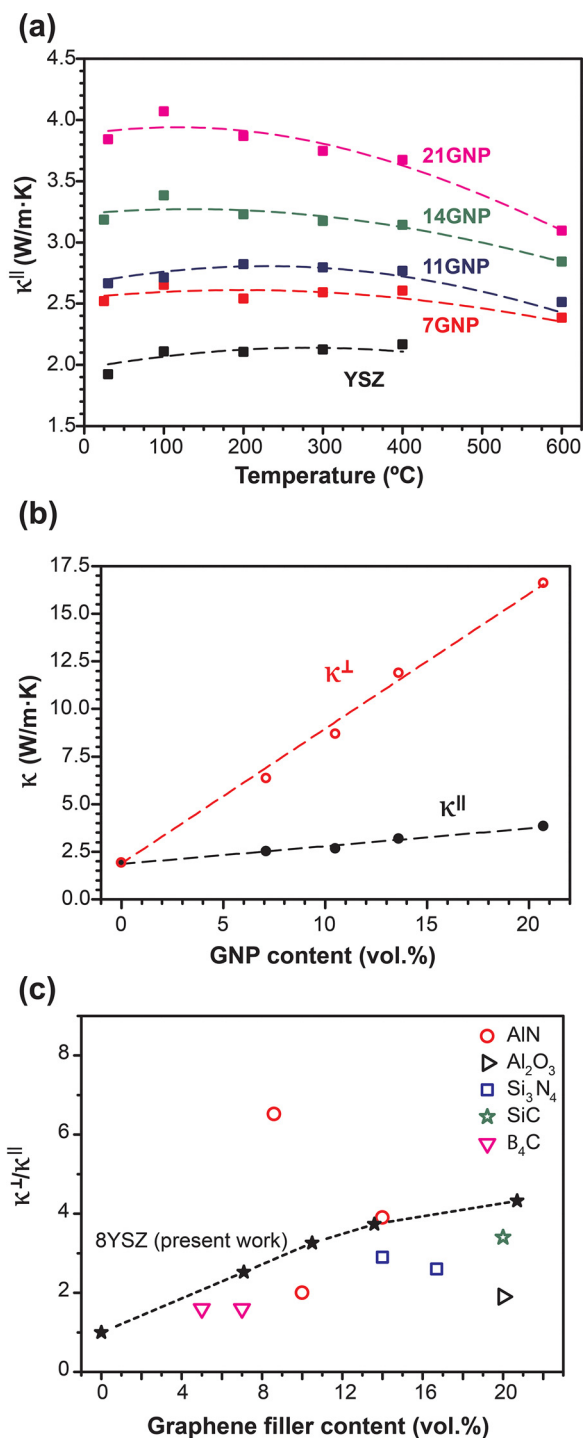 (a)
4.5
4.0
3.5
3.0
2.5
2.0
1.5
κ|| (W/m·K)
21GNP
14GNP
11GNP
7GNP
YSZ
100 200 300 400 500 600
Temperature (ºC)
(b)
17.5
15.0
12.5
10.0
7.5
5.0
2.5
0.0
κ (W/m·K)
κ⊥
κ||
0 5 10 15 20
GNP content (vol.%)
(c)
8
6
4
2
0
κ⊥/κ||
AlN
Al₂O₃
Si₃N₄
SiC
B₄C
8YSZ (present work)
0 4 8 12 16 20
Graphene filler content (vol.%)